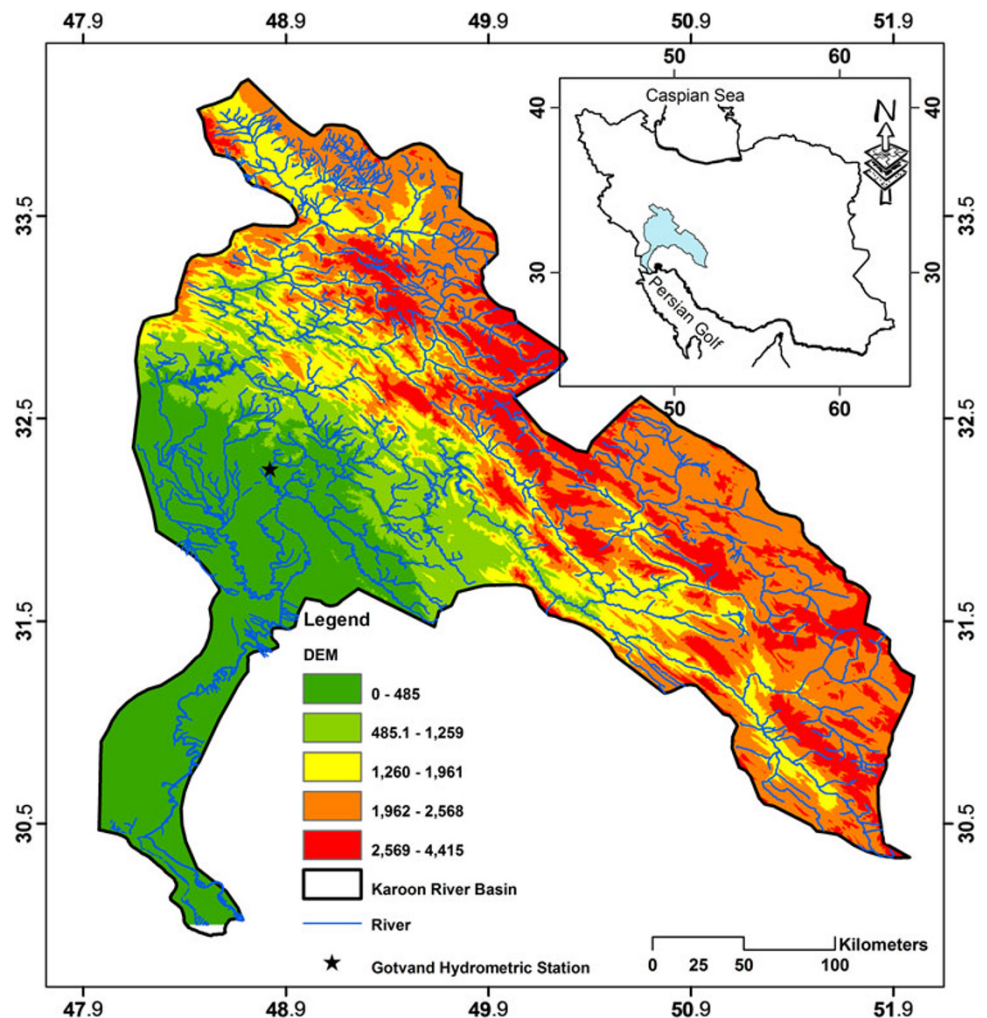 47.9 48.9 49.9 50.9 51.9
50 60
Caspian Sea
N
40 40
33.5 33.5
30 30
Persian Golf
50 60
32.5 32.5
31.5 31.5
Legend
DEM
0 - 485
485.1 - 1,259
1,260 - 1,961
1,962 - 2,568
30.5 30.5
2,569 - 4,415
Karoon River Basin
River
Gotvand Hydrometric Station
Kilometers
0 25 50 100
47.9 48.9 49.9 50.9 51.9